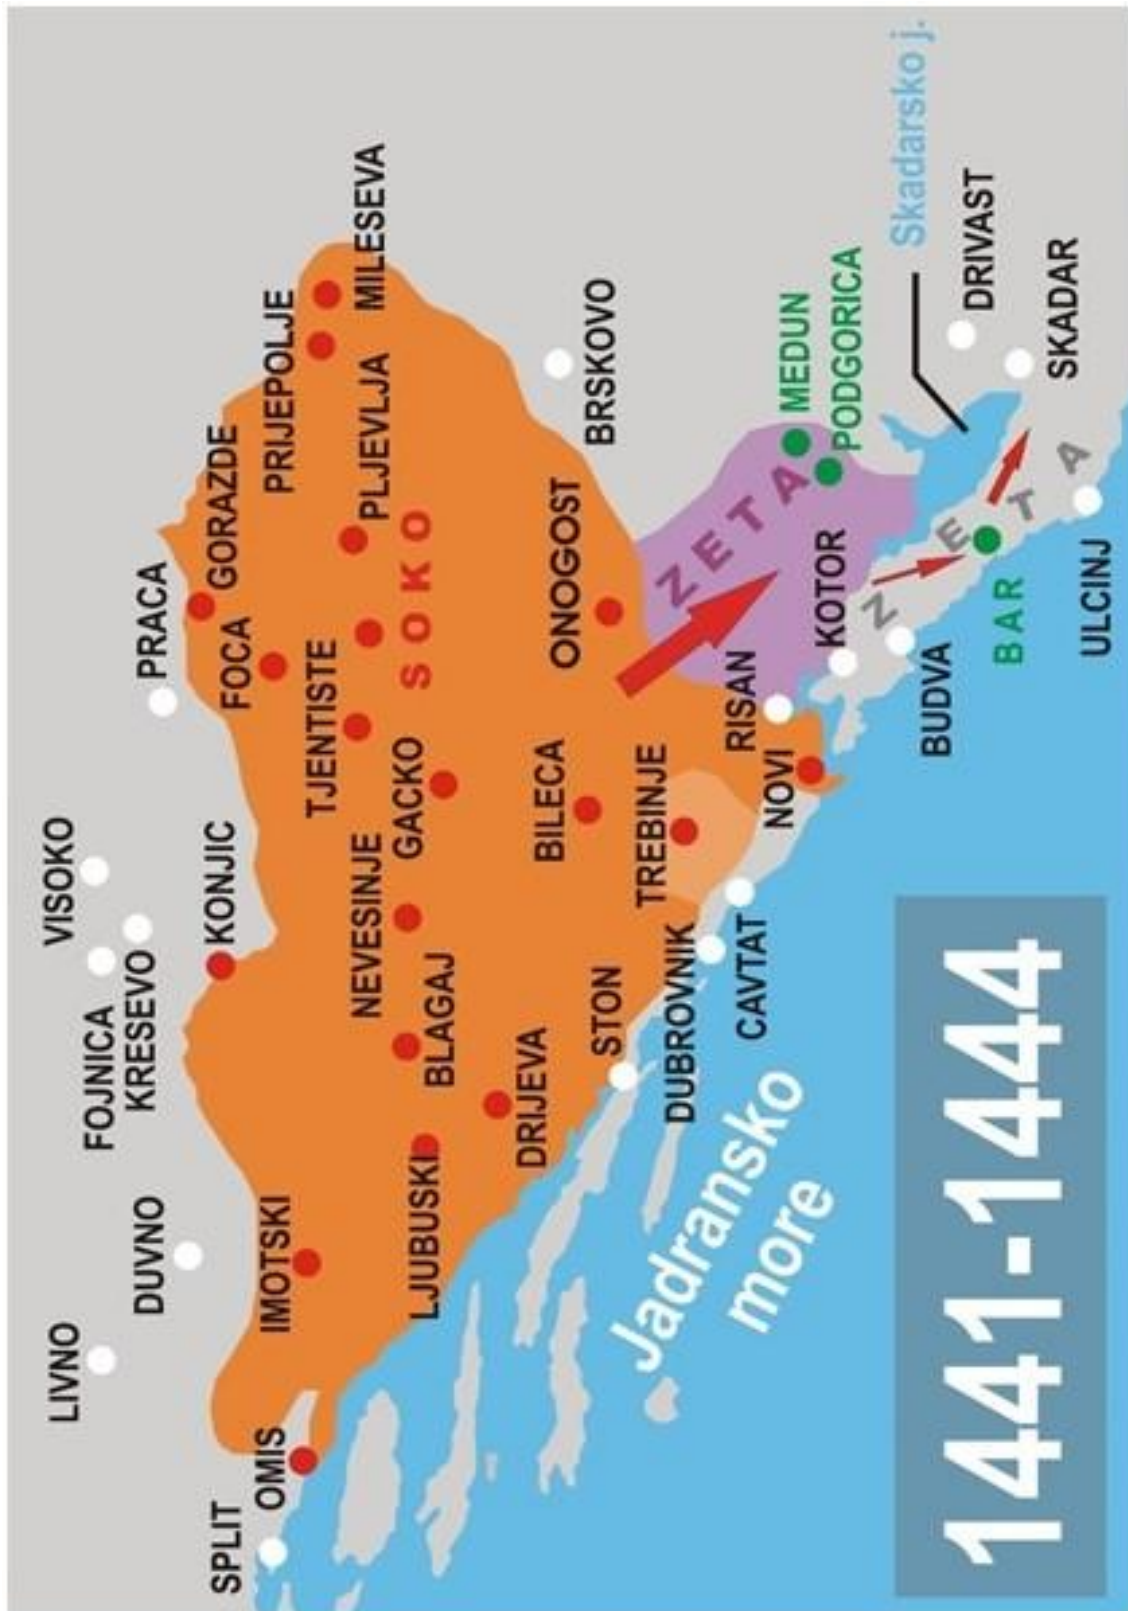 SPLIT
OMIS
LIVNO
DUVNO
IMOTSKI
FOJNICA
KRESEVO
VISOKO
KONJIC
PRACA
GORAZDE
FOCA
PRIJEPOLJE
MILESEVA
PLJEVLJA
TJENTISTE
SOKO
NEVESINJE
GACKO
BLAGAJ
LJUBUSKI
DRIJEVA
BILECA
ONOGOST
BRSKOVO
STON
TREBINJE
DUBROVNIK
CAVTAT
NOVI
RISAN
KOTOR
ZETA
MEDUN
PODGORICA
Skadarsko j.
DRIVAST
SKADAR
ZETA
BUDVA
BAR
ULCINJ
Jadransko
more
1441-1444